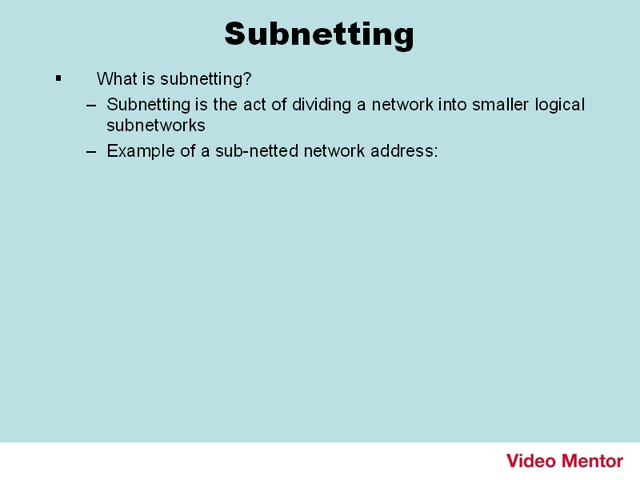 Subnetting
▪ What is subnetting?
– Subnetting is the act of dividing a network into smaller logical
subnetworks
– Example of a sub-netted network address:
Video Mentor